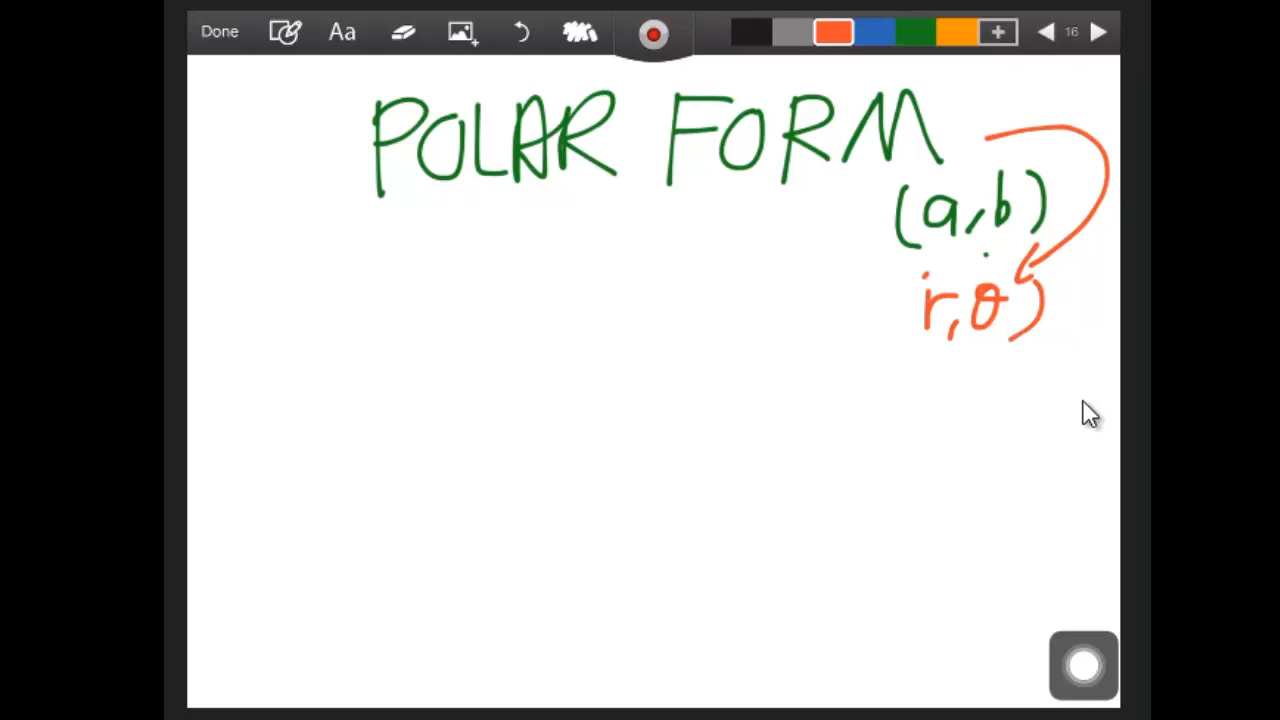 Done Aa 16
POLAR FORM
(a,b)
r,θ)